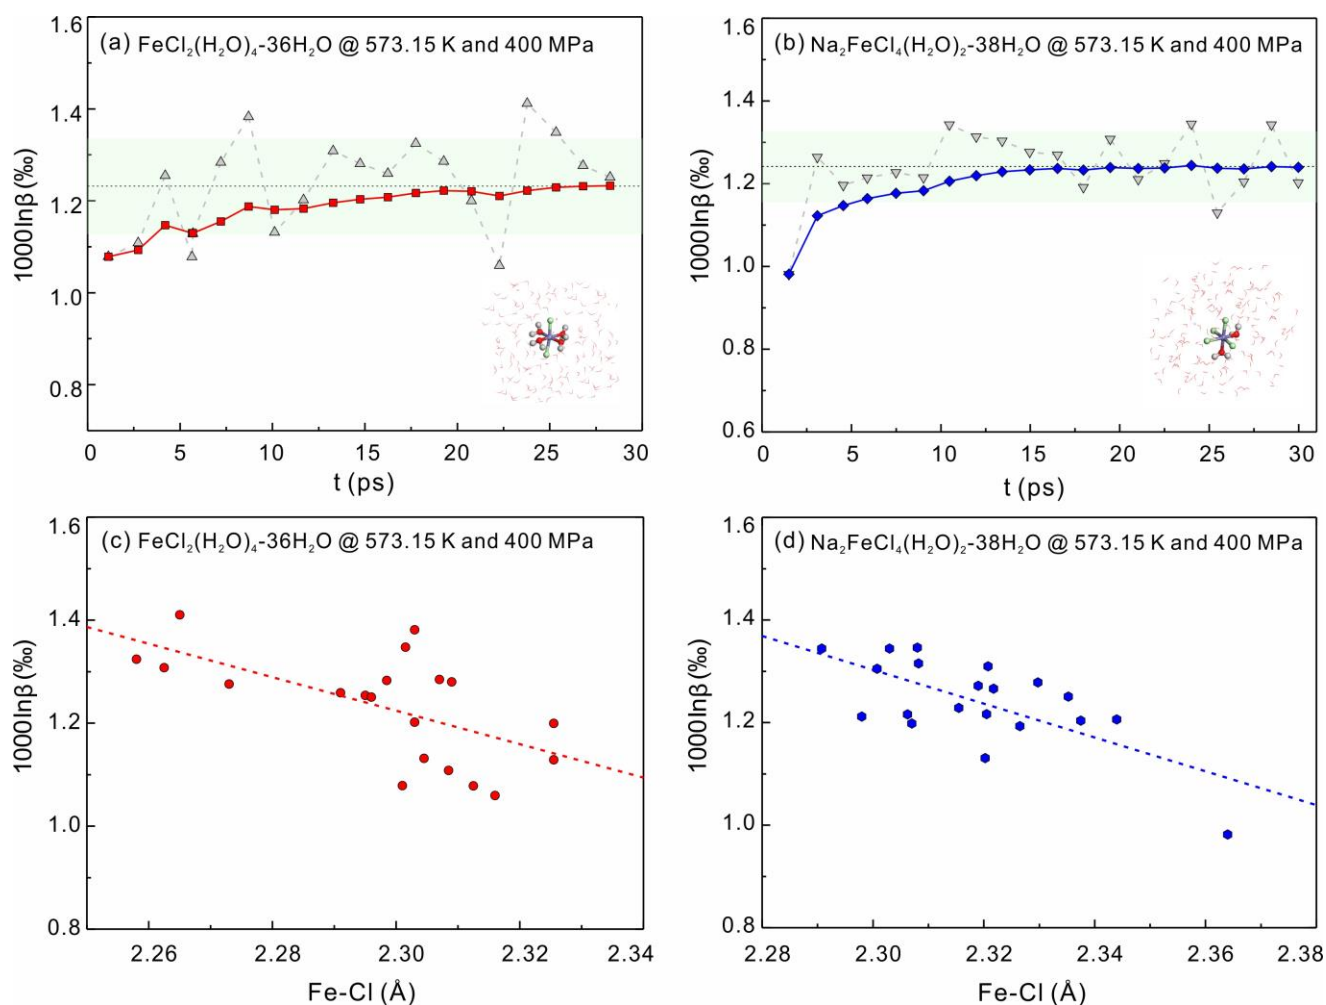 (a) FeCl₂(H₂O)₄-36H₂O @ 573.15 K and 400 MPa
1000lnβ (‰)
1.6
1.4
1.2
1.0
0.8
0 5 10 15 20 25 30
t (ps)
(b) Na₂FeCl₄(H₂O)₂-38H₂O @ 573.15 K and 400 MPa
1000lnβ (‰)
1.6
1.4
1.2
1.0
0.8
0.6
0 5 10 15 20 25 30
t (ps)
(c) FeCl₂(H₂O)₄-36H₂O @ 573.15 K and 400 MPa
1000lnβ (‰)
1.6
1.4
1.2
1.0
0.8
2.26 2.28 2.30 2.32 2.34
Fe-Cl (Å)
(d) Na₂FeCl₄(H₂O)₂-38H₂O @ 573.15 K and 400 MPa
1000lnβ (‰)
1.6
1.4
1.2
1.0
0.8
2.28 2.30 2.32 2.34 2.36 2.38
Fe-Cl (Å)